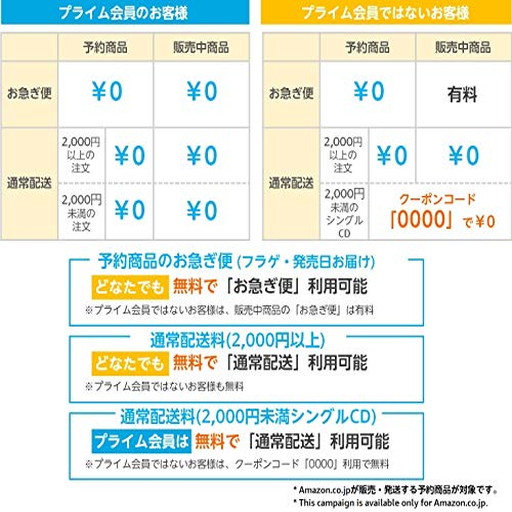 プライム会員のお客様
予約商品 販売中商品
お急ぎ便 ¥0 ¥0
通常配送
2,000円
以上の
注文
¥0 ¥0
2,000円
未満の
注文
¥0 ¥0
プライム会員ではないお客様
予約商品 販売中商品
お急ぎ便 ¥0 有料
通常配送
2,000円
以上の
注文
¥0 ¥0
2,000円
未満の
シングル
CD
クーポンコード
「0000」で¥0
予約商品のお急ぎ便 (フラゲ・発売日お届け)
どなたでも 無料で「お急ぎ便」利用可能
※プライム会員ではないお客様は、販売中商品の「お急ぎ便」は有料
通常配送料(2,000円以上)
どなたでも 無料で「通常配送」利用可能
※プライム会員ではないお客様も無料
通常配送料(2,000円未満シングルCD)
プライム会員は 無料で「通常配送」利用可能
※プライム会員ではないお客様は、クーポンコード「0000」利用で無料
* Amazon.co.jpが販売・発送する予約商品が対象です。
* This campaign is available only for Amazon.co.jp.